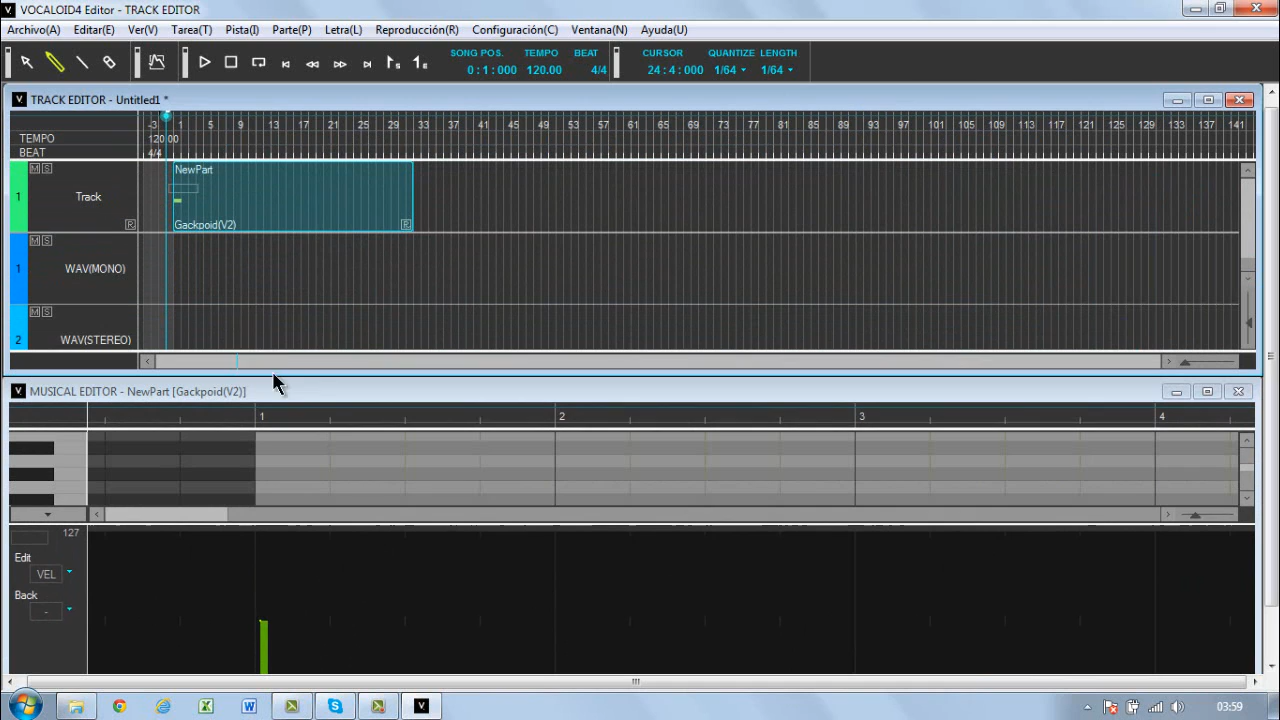 VOCALOID4 Editor - TRACK EDITOR
Archivo(A) Editar(E) Ver(V) Tarea(T) Pista(I) Parte(P) Letra(L) Reproducción(R) Configuración(C) Ventana(N) Ayuda(U)
SONG POS. TEMPO BEAT CURSOR QUANTIZE LENGTH
0 : 1 : 000 120.00 4/4 24 : 4 : 000 1/64 1/64
TRACK EDITOR - Untitled1 *
-3 1 5 9 13 17 21 25 29 33 37 41 45 49 53 57 61 65 69 73 77 81 85 89 93 97 101 105 109 113 117 121 125 129 133 137 141
TEMPO 120.00
BEAT 4/4
M S NewPart
1 Track
R Gackpoid(V2) R
M S
1 WAV(MONO)
M S
2 WAV(STEREO)
MUSICAL EDITOR - NewPart [Gackpoid(V2)]
1 2 3 4
127
Edit
VEL
Back
-
03:59